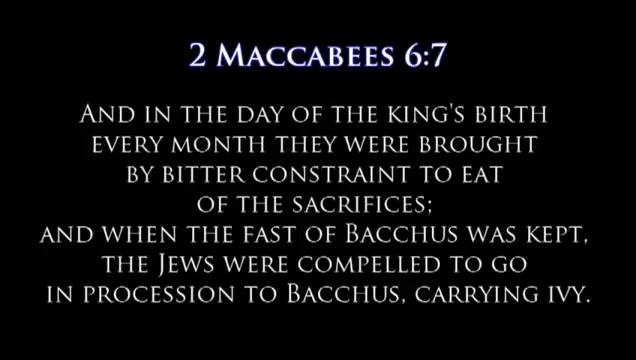 2 Maccabees 6:7
And in the day of the king's birth
every month they were brought
by bitter constraint to eat
of the sacrifices;
and when the fast of Bacchus was kept,
the Jews were compelled to go
in procession to Bacchus, carrying ivy.